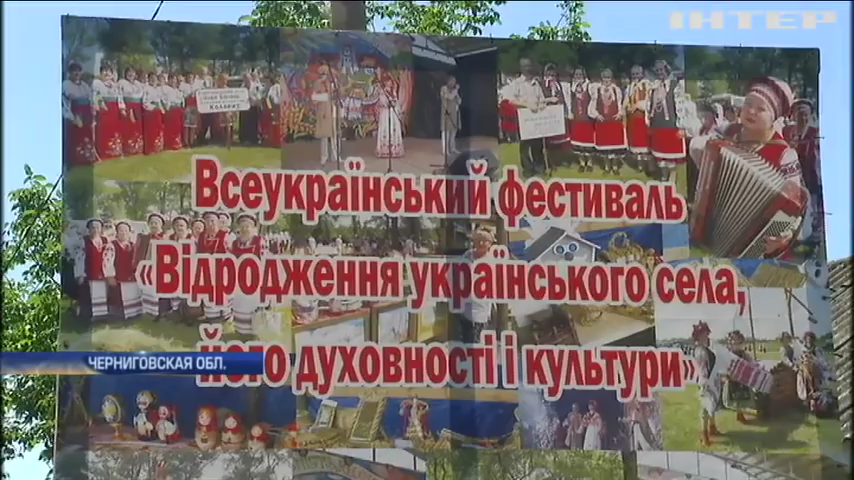 ІНТЕР
Всеукраїнський фестиваль
«Відродження українського села,
ЧЕРНИГОВСКАЯ ОБЛ.
його духовності і культури»